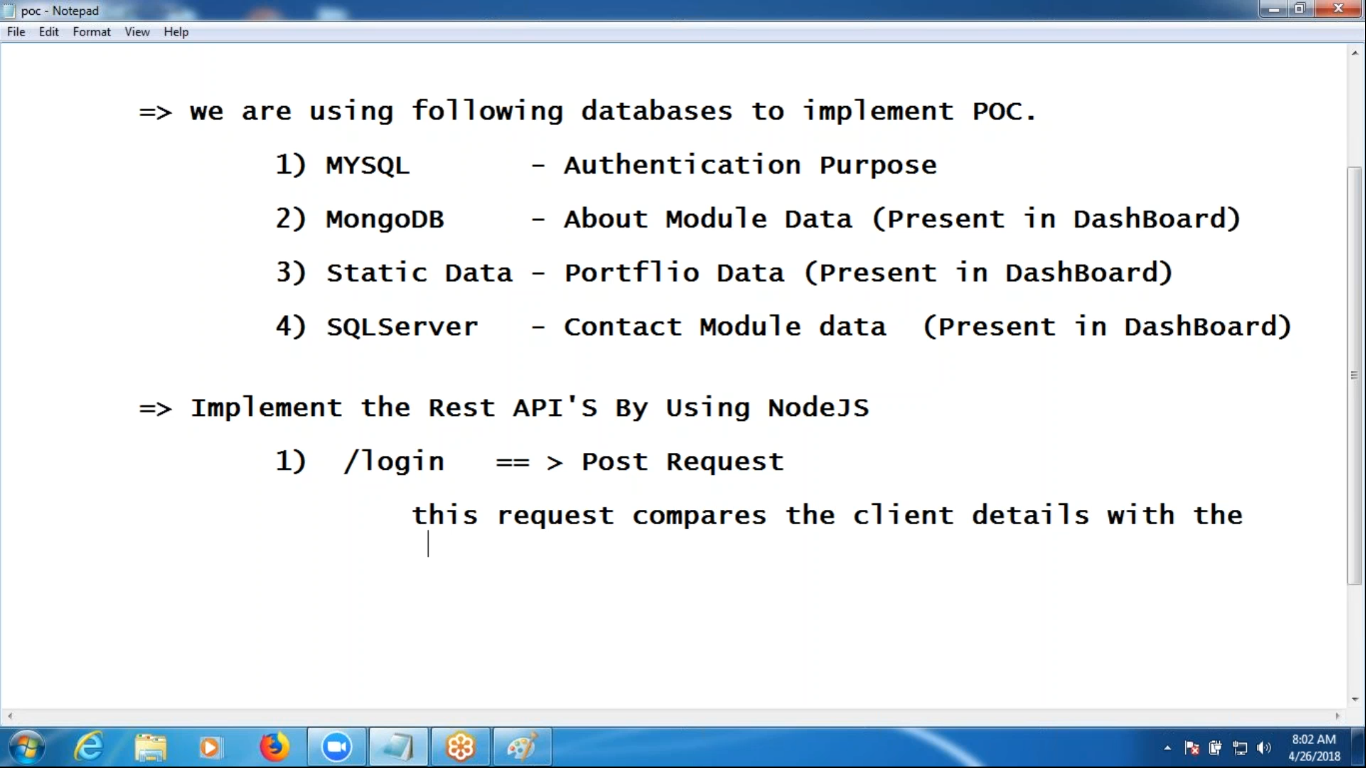 poc - Notepad
File Edit Format View Help
=> we are using following databases to implement POC.
1) MYSQL - Authentication Purpose
2) MongoDB - About Module Data (Present in DashBoard)
3) Static Data - Portflio Data (Present in DashBoard)
4) SQLServer - Contact Module data (Present in DashBoard)
=> Implement the Rest API'S By Using NodeJS
1) /login == > Post Request
this request compares the client details with the
8:02 AM
4/26/2018